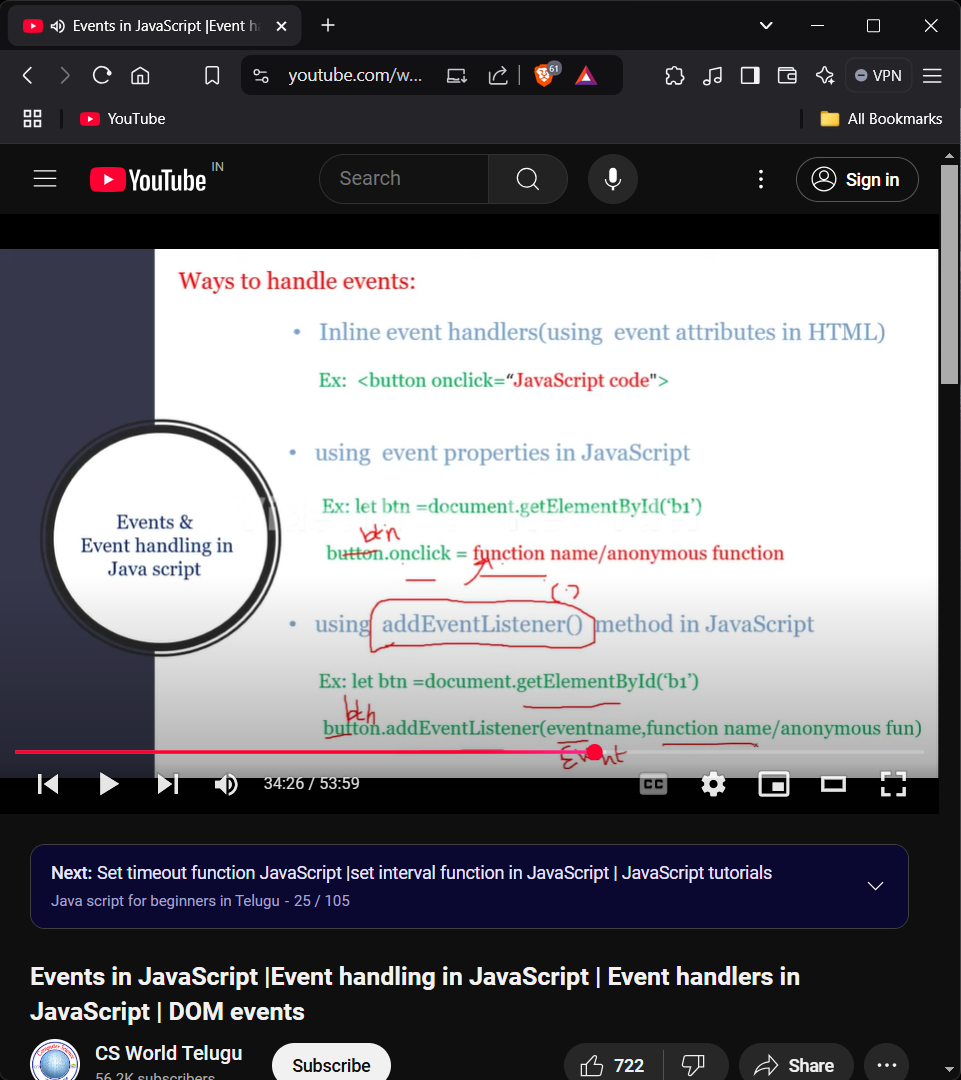 Events in JavaScript |Event h
youtube.com/w...
61
VPN
YouTube
All Bookmarks
YouTube IN
Search
Sign in
Ways to handle events:
• Inline event handlers(using event attributes in HTML)
Ex: <button onclick=“JavaScript code">
• using event properties in JavaScript
Ex: let btn =document.getElementById(‘b1’)
btn
button.onclick = function name/anonymous function
()
• using addEventListener() method in JavaScript
Ex: let btn =document.getElementById(‘b1’)
btn
button.addEventListener(eventname,function name/anonymous fun)
Event
Events &
Event handling in
Java script
34:26 / 53:59
CC
Next: Set timeout function JavaScript |set interval function in JavaScript | JavaScript tutorials
Java script for beginners in Telugu - 25 / 105
Events in JavaScript |Event handling in JavaScript | Event handlers in
JavaScript | DOM events
CS World Telugu
56.2K subscribers
Subscribe
722
Share